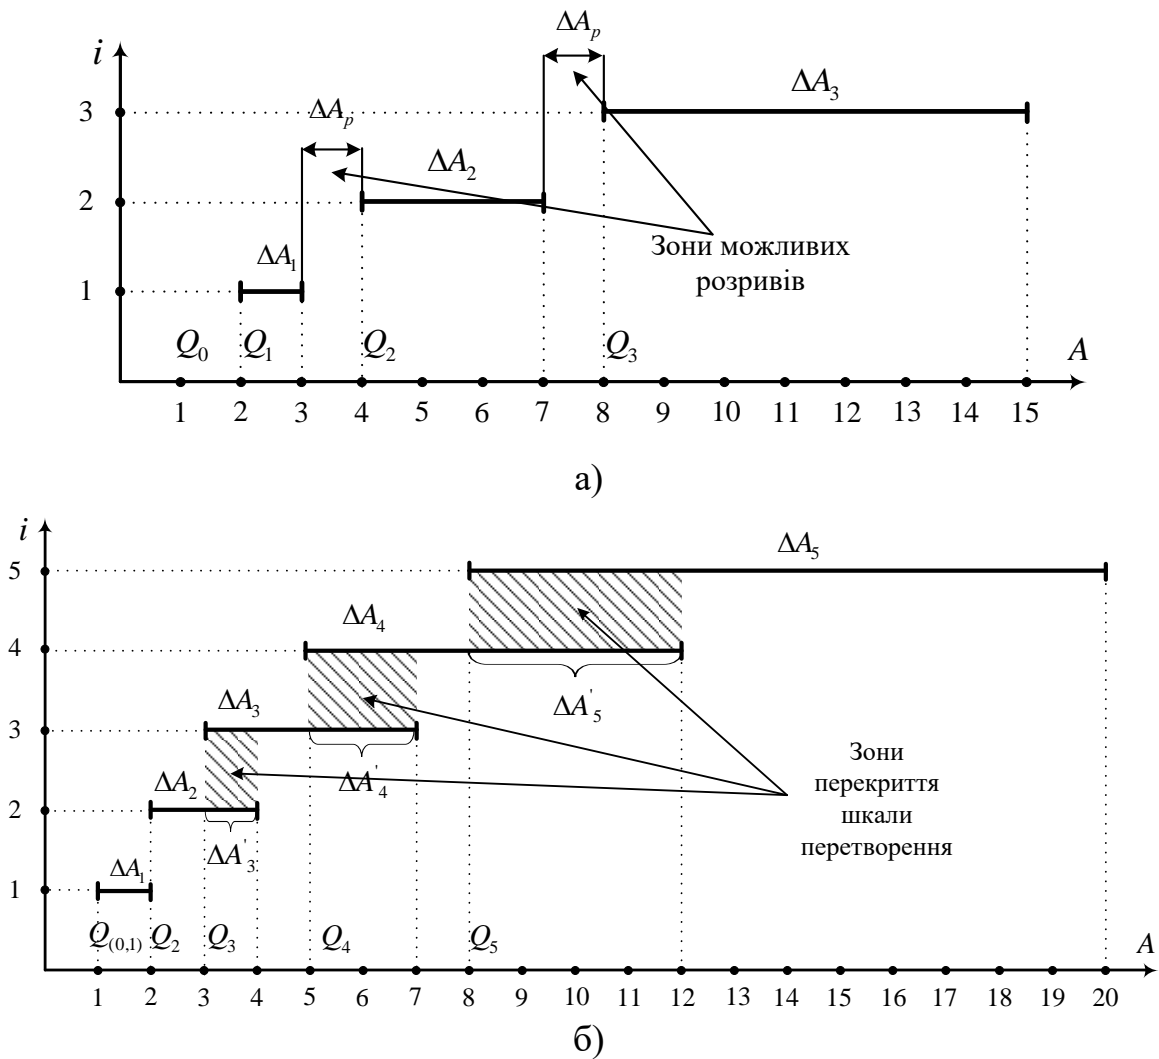 ΔA_p
i
ΔA_p
ΔA_3
3
ΔA_2
2
Зони можливих
розривів
ΔA_1
1
Q_0 Q_1 Q_2 Q_3 A
1 2 3 4 5 6 7 8 9 10 11 12 13 14 15
а)
i
ΔA_5
5
ΔA_4
4
ΔA'_5
ΔA_3
3
Зони
перекриття
шкали
перетворення
ΔA_2 ΔA'_4
2
ΔA'_3
ΔA_1
1
Q_(0,1) Q_2 Q_3 Q_4 Q_5 A
1 2 3 4 5 6 7 8 9 10 11 12 13 14 15 16 17 18 19 20
б)